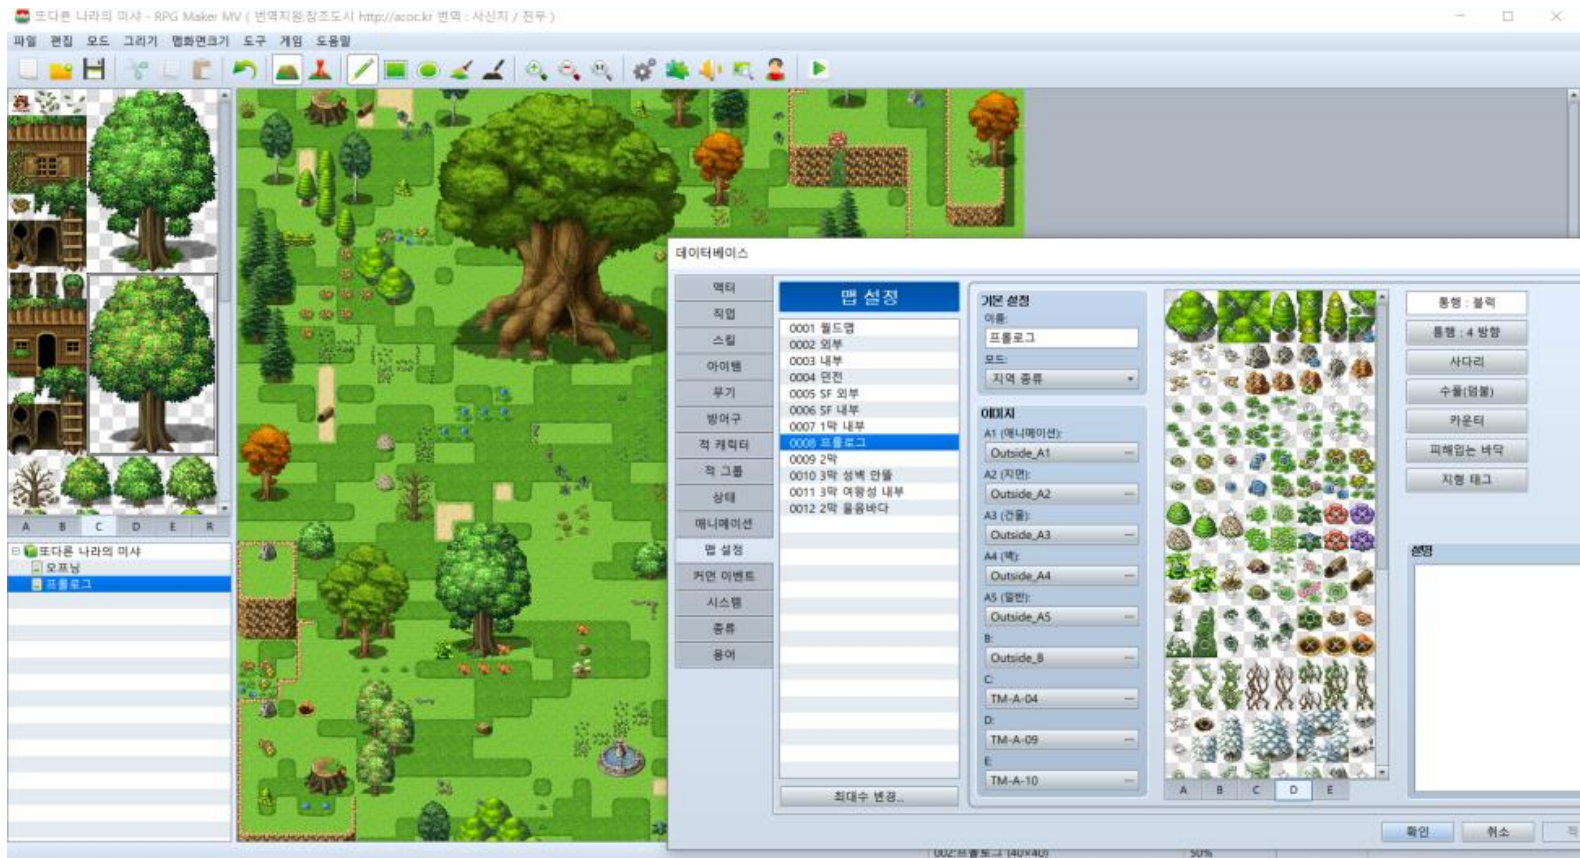 또다른 나라의 미샤 - RPG Maker MV ( 번역지원:창조도시 http://acoc.kr 번역 : 사신지 / 전무 )
파일 편집 모드 그리기 맵화면크기 도구 게임 도움말
A B C D E R
또다른 나라의 미샤
오프닝
프롤로그
데이터베이스
액터
직업
스킬
아이템
무기
방어구
적 캐릭터
적 그룹
상태
애니메이션
맵 설정
커먼 이벤트
시스템
종류
용어
맵 설정
0001 월드맵
0002 외부
0003 내부
0004 던전
0005 SF 외부
0006 SF 내부
0007 1막 내부
0008 프롤로그
0009 2막
0010 3막 성벽 안뜰
0011 3막 여왕성 내부
0012 2막 울음바다
최대수 변경...
기본 설정
이름:
프롤로그
모드:
지역 종류
이미지
A1 (애니메이션):
Outside_A1
A2 (지면):
Outside_A2
A3 (건물):
Outside_A3
A4 (벽):
Outside_A4
A5 (일반):
Outside_A5
B:
Outside_B
C:
TM-A-04
D:
TM-A-09
E:
TM-A-10
A B C D E
통행 : 블럭
통행 : 4 방향
사다리
수풀(덤불)
카운터
피해입는 바닥
지형 태그
설명
확인 취소 적
002:프롤로그 (40×40) 50%